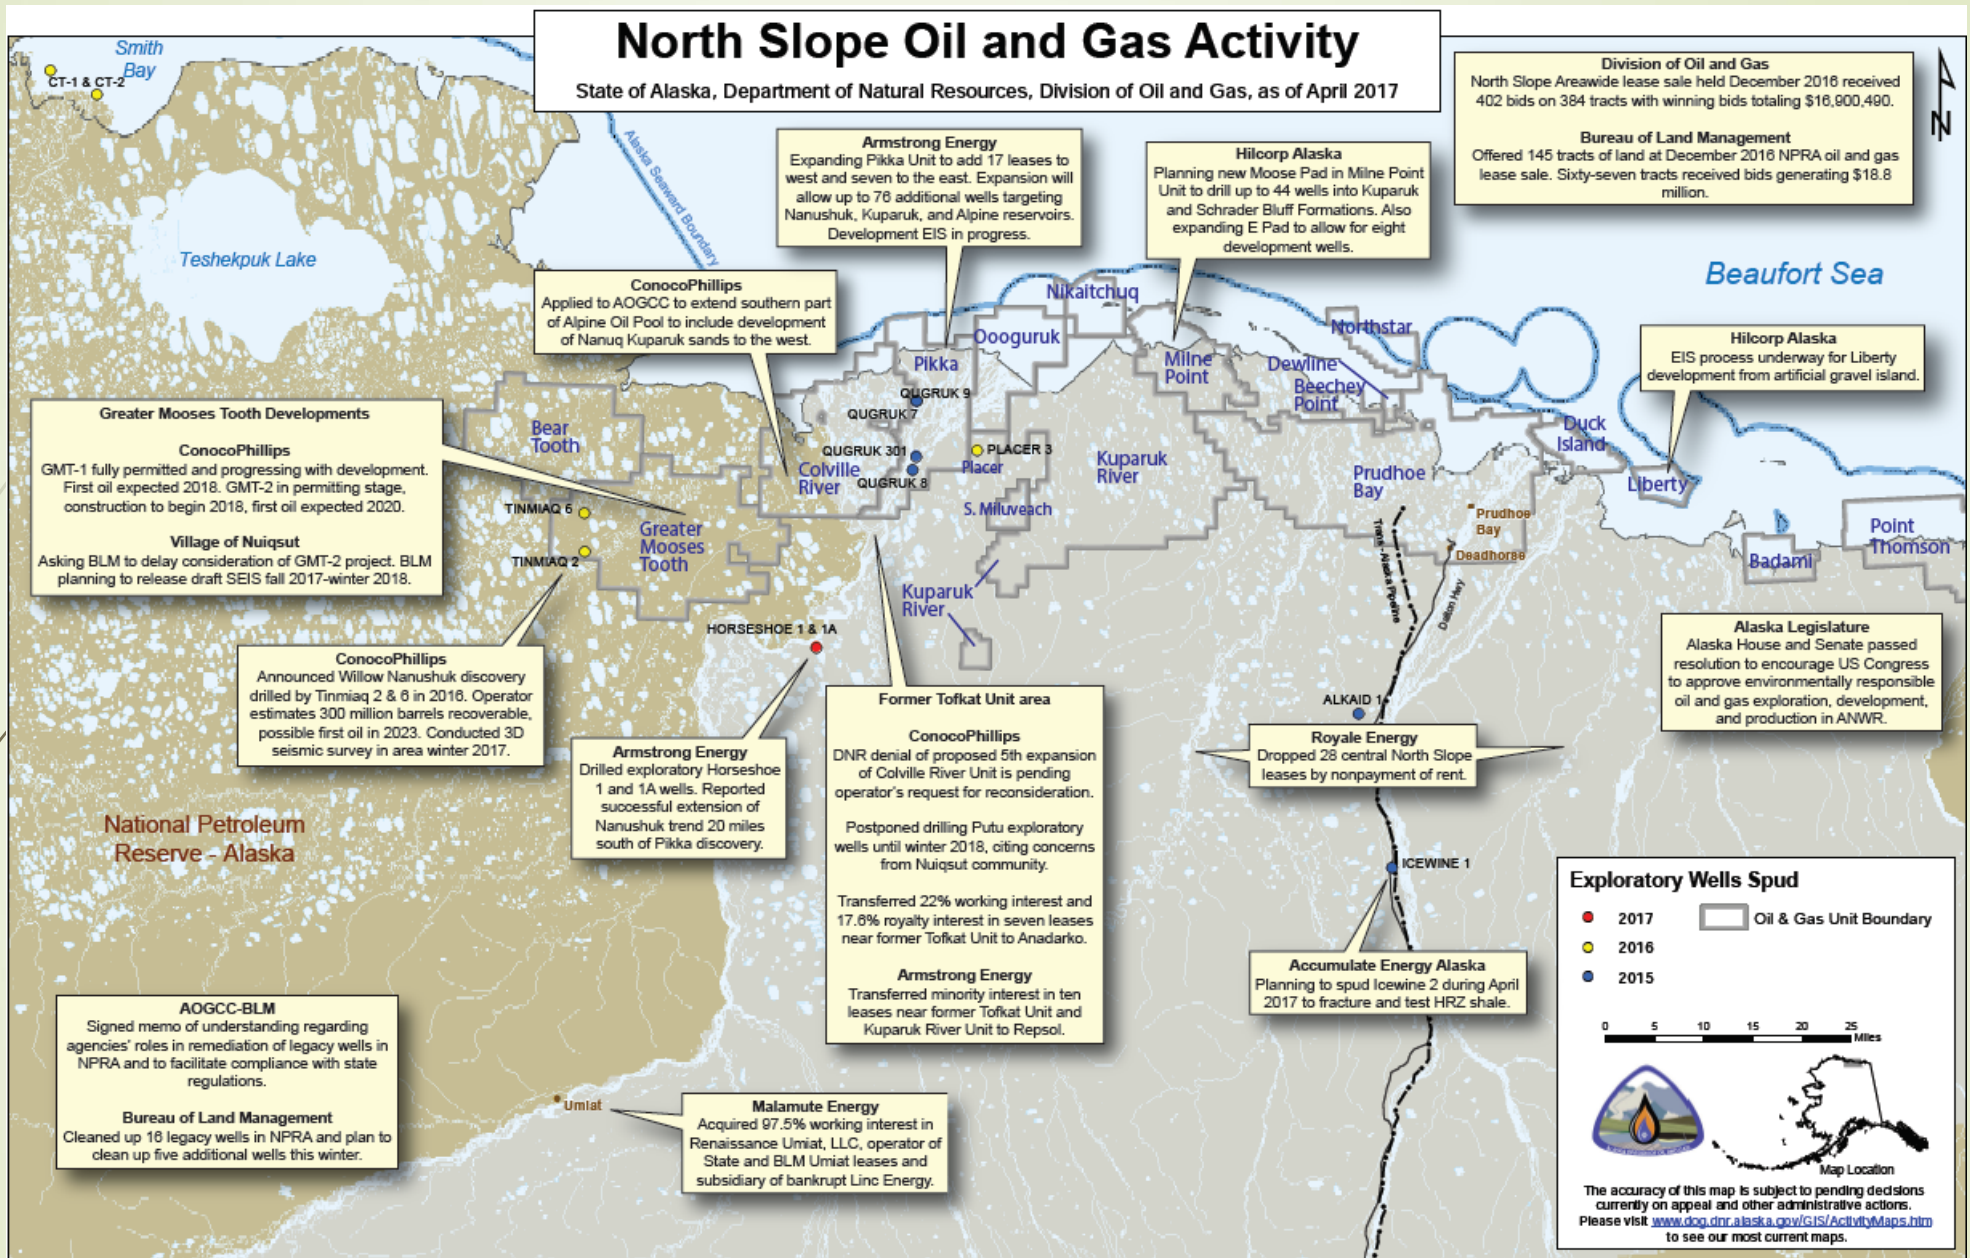 North Slope Oil and Gas Activity
State of Alaska, Department of Natural Resources, Division of Oil and Gas, as of April 2017
Division of Oil and Gas
North Slope Areawide lease sale held December 2016 received
402 bids on 384 tracts with winning bids totaling $16,900,490.
Bureau of Land Management
Offered 145 tracts of land at December 2016 NPRA oil and gas
lease sale. Sixty-seven tracts received bids generating $18.8
million.
N
Smith
Bay
CT-1 & CT-2
Teshekpuk Lake
Alaska Seaward Boundary
Armstrong Energy
Expanding Pikka Unit to add 17 leases to
west and seven to the east. Expansion will
allow up to 76 additional wells targeting
Nanushuk, Kuparuk, and Alpine reservoirs.
Development EIS in progress.
Hilcorp Alaska
Planning new Moose Pad in Milne Point
Unit to drill up to 44 wells into Kuparuk
and Schrader Bluff Formations. Also
expanding E Pad to allow for eight
development wells.
Beaufort Sea
ConocoPhillips
Applied to AOGCC to extend southern part
of Alpine Oil Pool to include development
of Nanuq Kuparuk sands to the west.
Hilcorp Alaska
EIS process underway for Liberty
development from artificial gravel island.
Nikaitchuq
Oooguruk
Pikka
Milne
Point
Northstar
Dewline
Beechey
Point
Duck
Island
Liberty
Point
Thomson
Badami
QUGRUK 9
QUGRUK 7
QUGRUK 301
QUGRUK 8
PLACER 3
Placer
Colville
River
Kuparuk
River
S. Miluveach
Prudhoe
Bay
Prudhoe
Bay
Deadhorse
Trans-Alaska Pipeline
Dalton Hwy
Bear
Tooth
Greater
Mooses
Tooth
TINMIAQ 6
TINMIAQ 2
Kuparuk
River
Greater Mooses Tooth Developments
ConocoPhillips
GMT-1 fully permitted and progressing with development.
First oil expected 2018. GMT-2 in permitting stage,
construction to begin 2018, first oil expected 2020.
Village of Nuiqsut
Asking BLM to delay consideration of GMT-2 project. BLM
planning to release draft SEIS fall 2017-winter 2018.
HORSESHOE 1 & 1A
ConocoPhillips
Announced Willow Nanushuk discovery
drilled by Tinmiaq 2 & 6 in 2016. Operator
estimates 300 million barrels recoverable,
possible first oil in 2023. Conducted 3D
seismic survey in area winter 2017.
Armstrong Energy
Drilled exploratory Horseshoe
1 and 1A wells. Reported
successful extension of
Nanushuk trend 20 miles
south of Pikka discovery.
Former Tofkat Unit area
ConocoPhillips
DNR denial of proposed 5th expansion
of Colville River Unit is pending
operator's request for reconsideration.
Postponed drilling Putu exploratory
wells until winter 2018, citing concerns
from Nuiqsut community.
Transferred 22% working interest and
17.6% royalty interest in seven leases
near former Tofkat Unit to Anadarko.
Armstrong Energy
Transferred minority interest in ten
leases near former Tofkat Unit and
Kuparuk River Unit to Repsol.
ALKAID 1
Royale Energy
Dropped 28 central North Slope
leases by nonpayment of rent.
ICEWINE 1
Accumulate Energy Alaska
Planning to spud Icewine 2 during April
2017 to fracture and test HRZ shale.
Alaska Legislature
Alaska House and Senate passed
resolution to encourage US Congress
to approve environmentally responsible
oil and gas exploration, development,
and production in ANWR.
National Petroleum
Reserve - Alaska
AOGCC-BLM
Signed memo of understanding regarding
agencies' roles in remediation of legacy wells in
NPRA and to facilitate compliance with state
regulations.
Bureau of Land Management
Cleaned up 16 legacy wells in NPRA and plan to
clean up five additional wells this winter.
Umiat
Malamute Energy
Acquired 97.5% working interest in
Renaissance Umiat, LLC, operator of
State and BLM Umiat leases and
subsidiary of bankrupt Linc Energy.
Exploratory Wells Spud
2017 Oil & Gas Unit Boundary
2016
2015
0 5 10 15 20 25
Miles
Map Location
The accuracy of this map is subject to pending decisions
currently on appeal and other administrative actions.
Please visit www.dog.dnr.alaska.gov/GIS/ActivityMaps.htm
to see our most current maps.